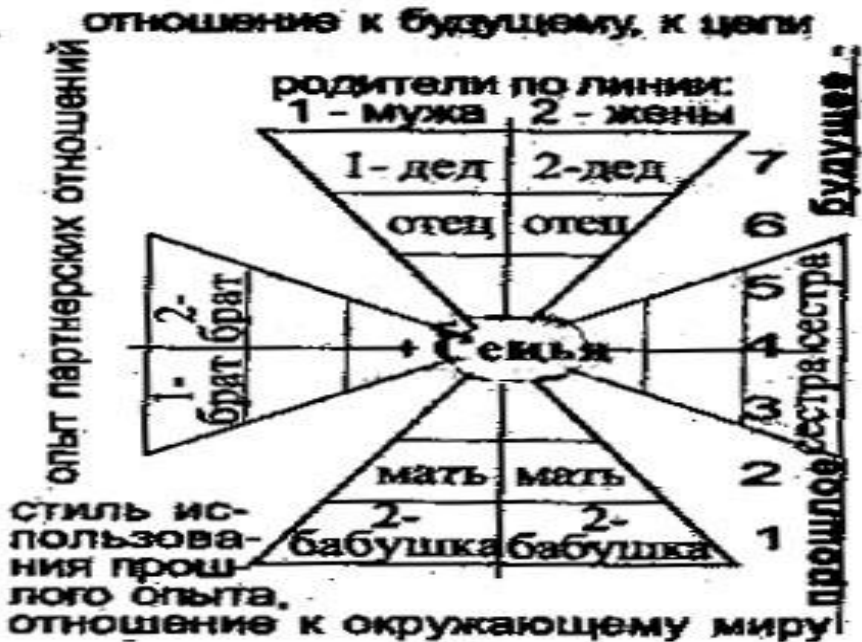 отношение к будущему, к цели
родители по линии:
1 - мужа 2 - жены
1- дед 2-дед 7
отец отец 6
5
+ Семья 4
3
мать мать 2
2- 2-
бабушка бабушка 1
опыт партнерских отношений
2-
брат
1-
брат
сестра
сестра
будущее
прошлое
стиль ис-
пользова-
ния прош-
лого опыта,
отношение к окружающему миру